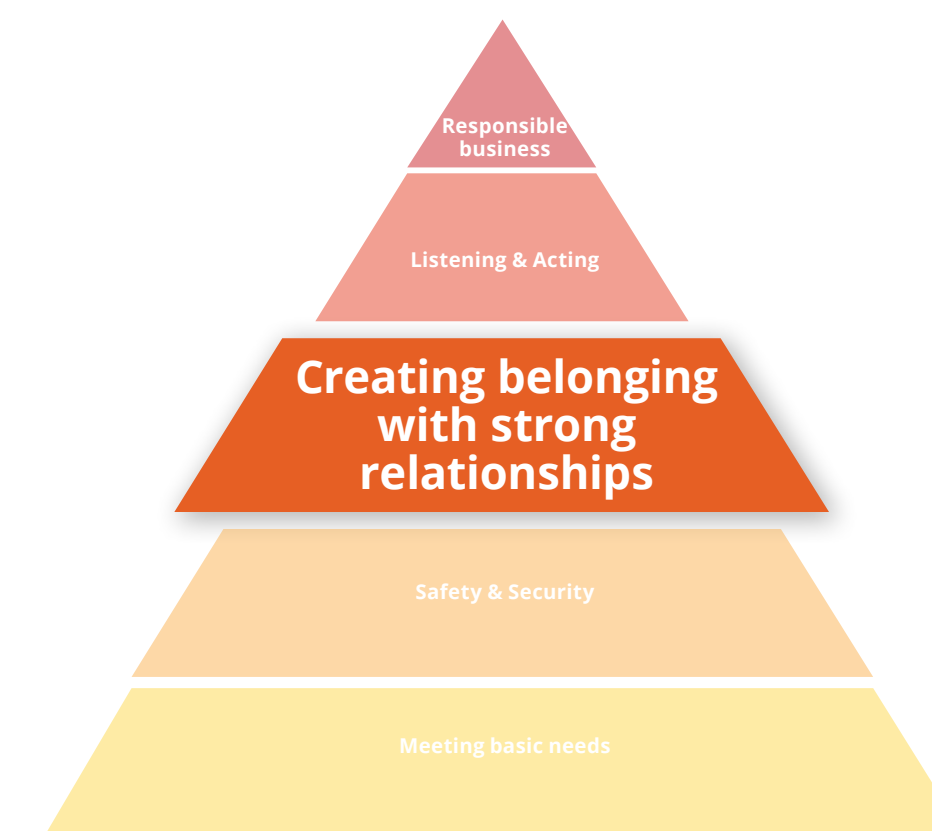 Responsible
business
Listening & Acting
Creating belonging
with strong
relationships
Safety & Security
Meeting basic needs